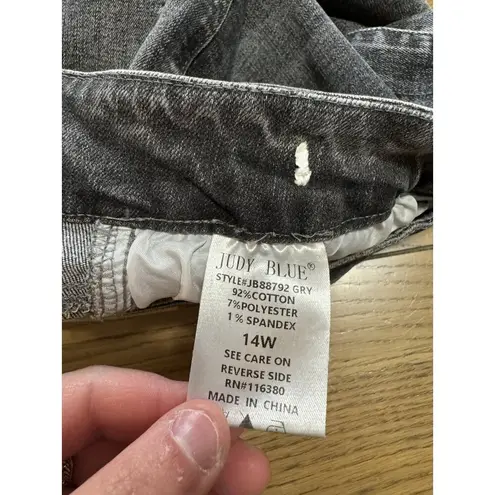 JUDY BLUE®
STYLE#JB88792 GRY
92%COTTON
7%POLYESTER
1% SPANDEX
14W
SEE CARE ON
REVERSE SIDE
RN#116380
MADE IN CHINA